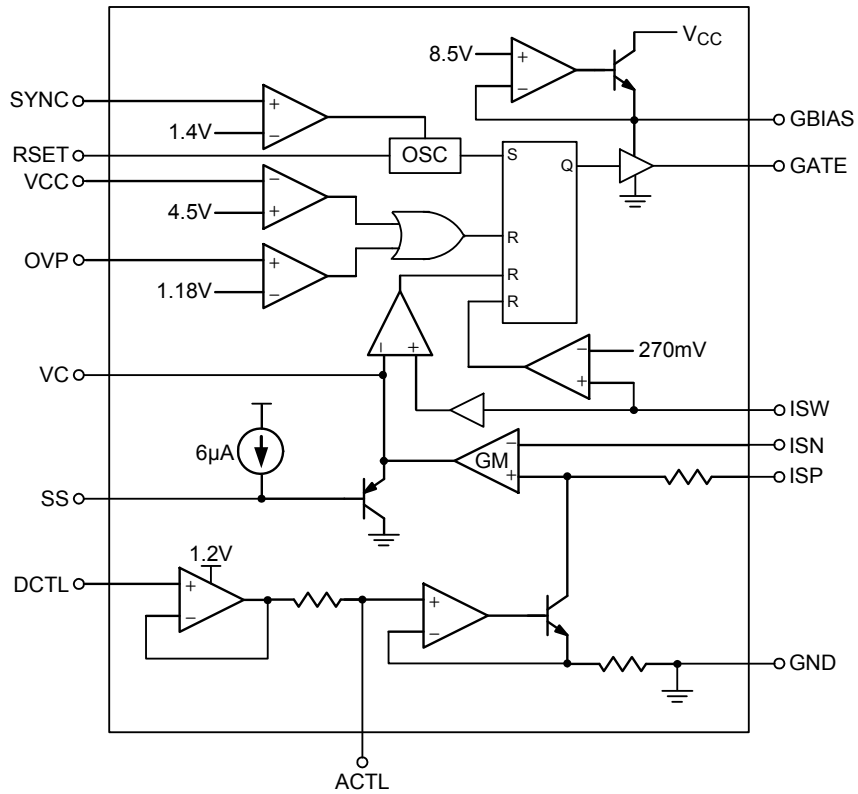 8.5V
+
−
VCC
SYNC
+
1.4V
−
GBIAS
RSET
OSC
S
Q
GATE
VCC
−
4.5V
+
R
OVP
+
1.18V
−
R
R
−
+
−
270mV
+
VC
ISW
−
ISN
6µA
GM
+
ISP
SS
1.2V
DCTL
+
−
+
−
GND
ACTL